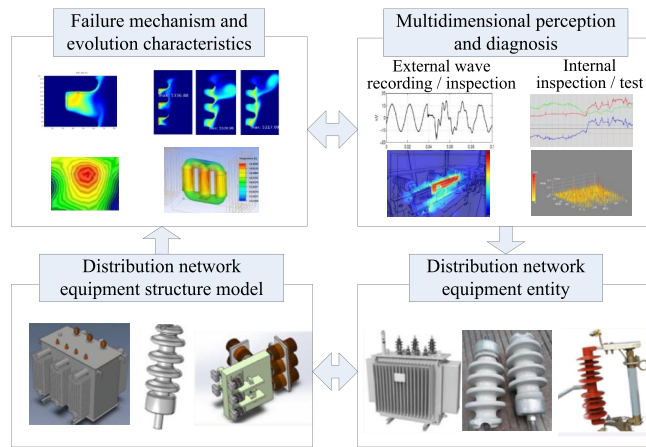 Failure mechanism and
evolution characteristics
Multidimensional perception
and diagnosis
External wave
recording / inspection
Internal
inspection / test
Distribution network
equipment structure model
Distribution network
equipment entity